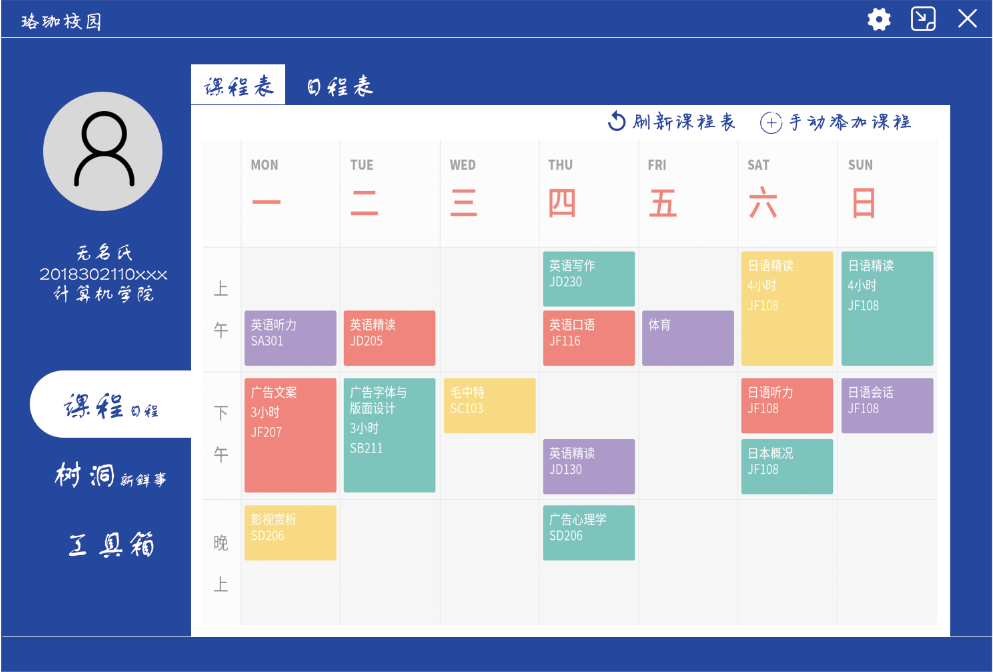 珞珈校园
课程表 日程表
刷新课程表 手动添加课程
无名氏
2018302110xxx
计算机学院
课程日程
树洞新鲜事
工具箱
MON TUE WED THU FRI SAT SUN
一 二 三 四 五 六 日
上午
英语写作
JD230
日语精读
4小时
JF108
日语精读
4小时
JF108
英语听力
SA301
英语精读
JD205
英语口语
JF116
体育
下午
广告文案
3小时
JF207
广告字体与
版面设计
3小时
SB211
毛中特
SC103
日语听力
JF108
日语会话
JF108
英语精读
JD130
日本概况
JF108
晚上
影视赏析
SD206
广告心理学
SD206